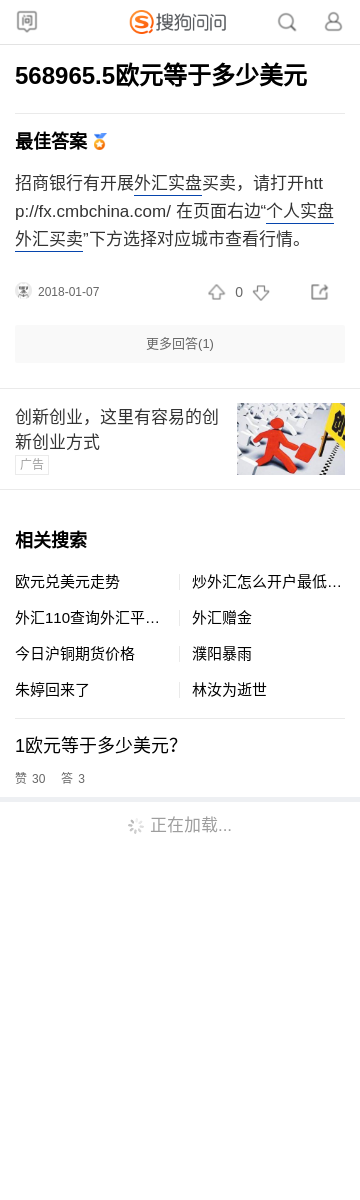 问
搜狗问问
568965.5欧元等于多少美元
最佳答案
招商银行有开展外汇实盘买卖，请打开htt
p://fx.cmbchina.com/ 在页面右边“个人实盘
外汇买卖”下方选择对应城市查看行情。
2018-01-07 0
更多回答(1)
创新创业，这里有容易的创
新创业方式
广告
相关搜索
欧元兑美元走势 炒外汇怎么开户最低…
外汇110查询外汇平… 外汇赠金
今日沪铜期货价格 濮阳暴雨
朱婷回来了 林汝为逝世
1欧元等于多少美元?
赞 30 答 3
正在加载...